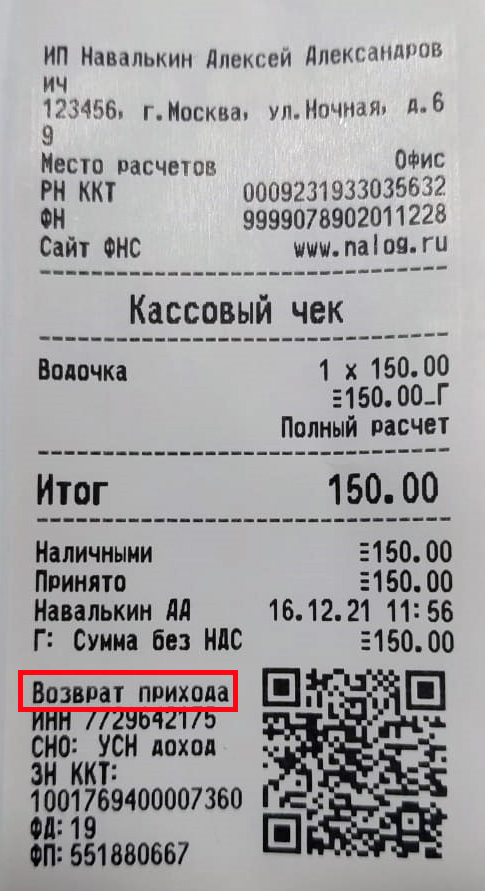 ИП Навалькин Алексей Александров
ич
123456, г.Москва, ул.Ночная, д.6
9
Место расчетов Офис
РН ККТ 0009231933035632
ФН 9999078902011228
Сайт ФНС www.nalog.ru
Кассовый чек
Водочка 1 x 150.00
≡150.00_Г
Полный расчет
Итог 150.00
Наличными ≡150.00
Принято ≡150.00
Навалькин АА 16.12.21 11:56
Г: Сумма без НДС ≡150.00
Возврат прихода
ИНН 7729642175
СНО: УСН доход
ЗН ККТ:
1001769400007360
ФД: 19
ФП: 551880667